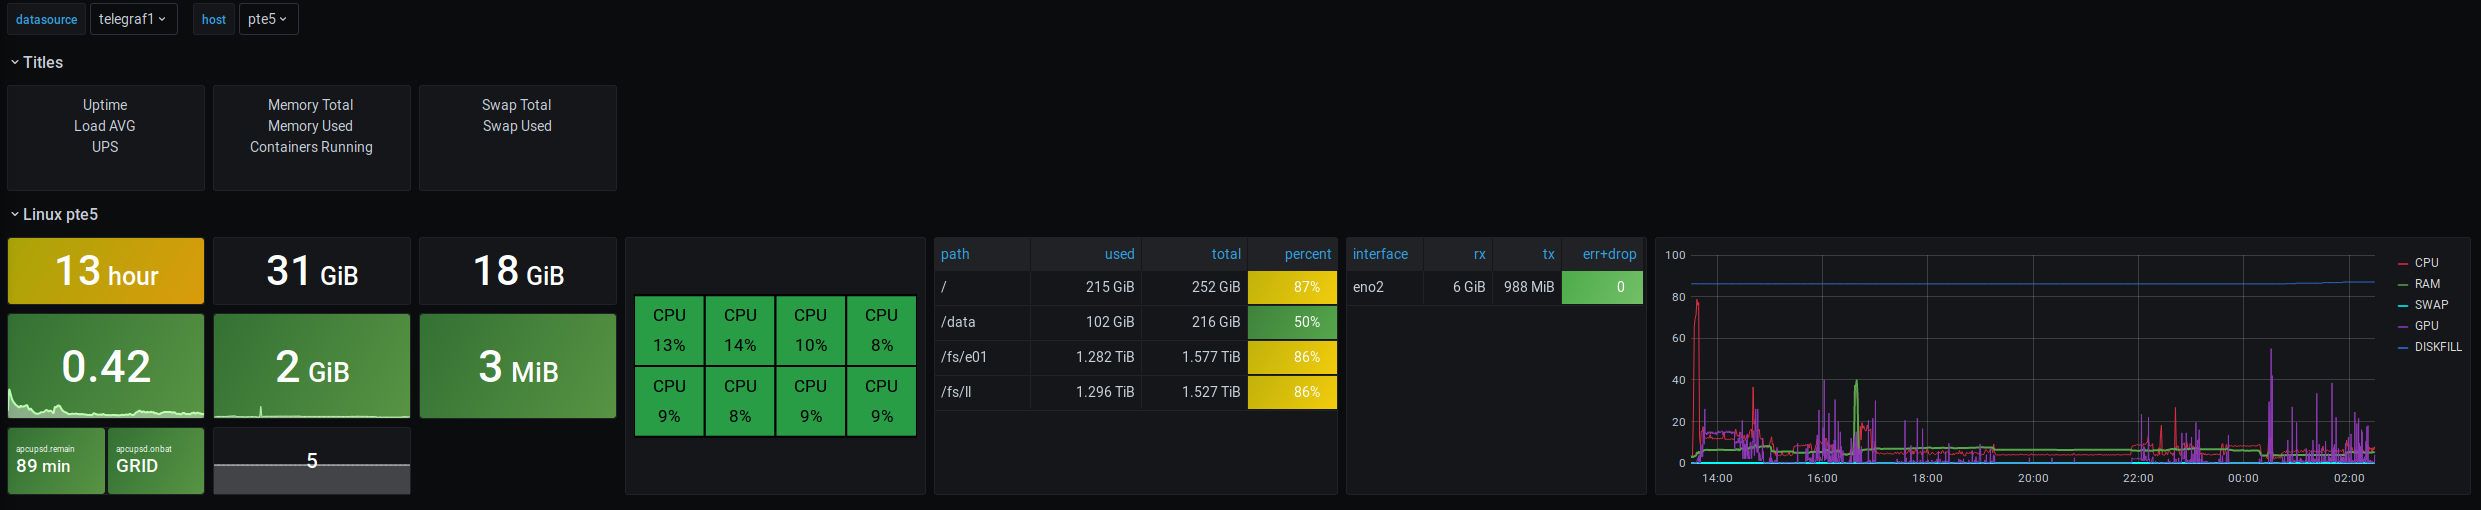 datasource telegraf1 host pte5
Titles
Uptime
Load AVG
UPS
Memory Total
Memory Used
Containers Running
Swap Total
Swap Used
Linux pte5
13 hour
31 GiB
18 GiB
0.42
2 GiB
3 MiB
apcupsd.remain
89 min
apcupsd.onbat
GRID
5
CPU CPU CPU CPU
13% 14% 10% 8%
CPU CPU CPU CPU
9% 8% 9% 9%
path used total percent
/ 215 GiB 252 GiB 87%
/data 102 GiB 216 GiB 50%
/fs/e01 1.282 TiB 1.577 TiB 86%
/fs/ll 1.296 TiB 1.527 TiB 86%
interface rx tx err+drop
eno2 6 GiB 988 MiB 0
100
80
60
40
20
0
14:00 16:00 18:00 20:00 22:00 00:00 02:00
CPU
RAM
SWAP
GPU
DISKFILL